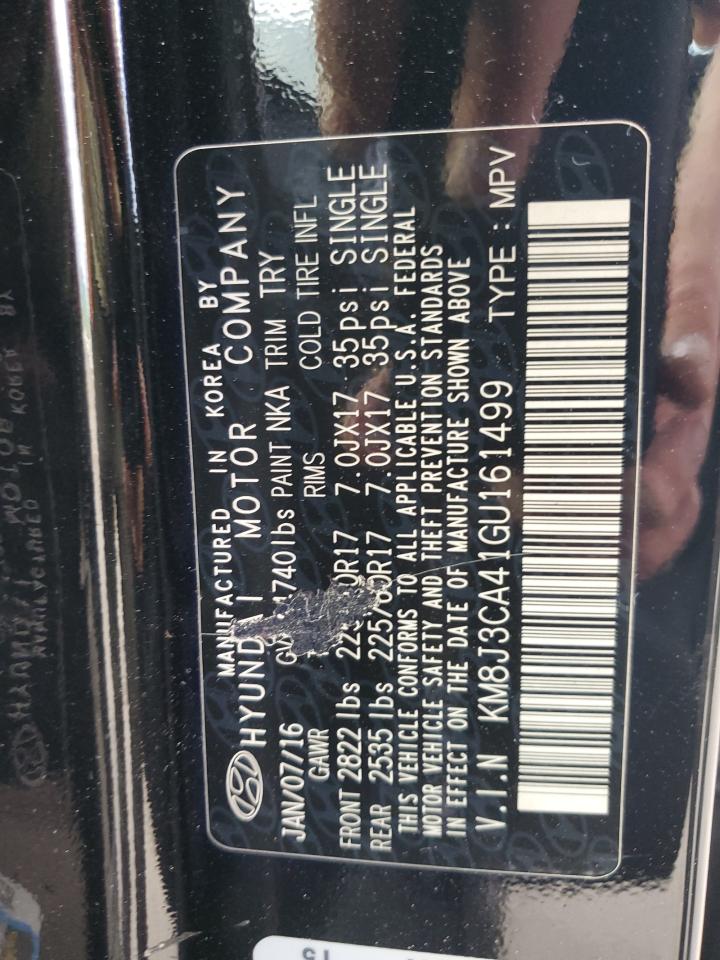 MANUFACTURED IN KOREA BY
HYUNDAI MOTOR COMPANY
JAN/07/16 740lbs PAINT NKA TRIM TRY
GAWR RIMS COLD TIRE INFL
FRONT 2822 lbs 7.0JX17 35psi SINGLE
REAR 2535 lbs 7.0JX17 35psi SINGLE
THIS VEHICLE CONFORMS TO ALL APPLICABLE U.S.A. FEDERAL
MOTOR VEHICLE SAFETY AND THEFT PREVENTION STANDARDS
IN EFFECT ON THE DATE OF MANUFACTURE SHOWN ABOVE
V.I.N KM8J3CA41GU161499 TYPE : MPV